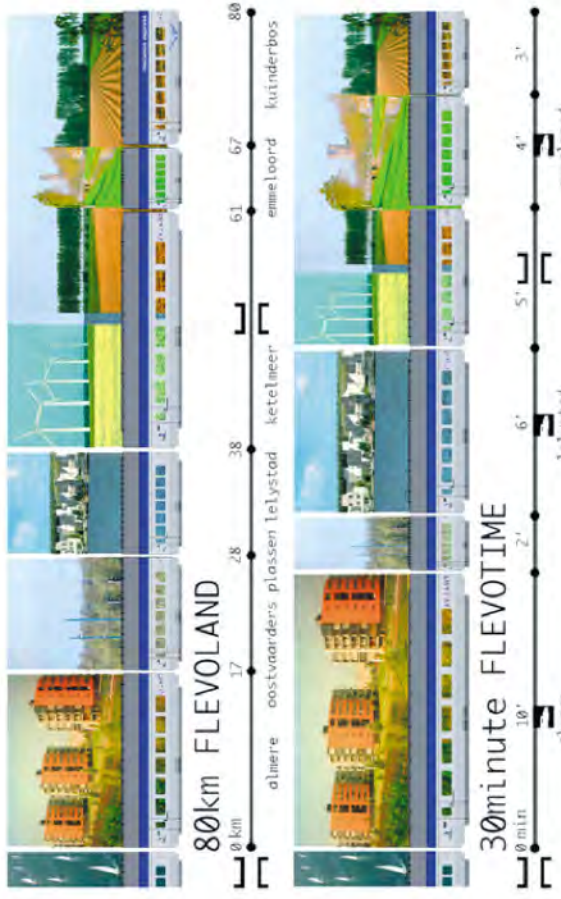 0 km 17 28 38 61 67 80
almere oostvaarders plassen lelystad ketelmeer emmeloord kuinderbos
80km FLEVOLAND
30minute FLEVOTIME
0 min 10' 2' 6' 5' 4' 3'